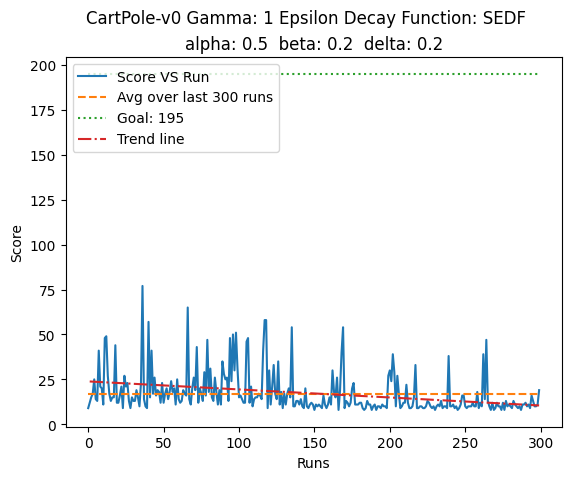 CartPole-v0 Gamma: 1 Epsilon Decay Function: SEDF
alpha: 0.5 beta: 0.2 delta: 0.2
Score VS Run
Avg over last 300 runs
Goal: 195
Trend line
200
175
150
125
100
75
50
25
0
Score
0 50 100 150 200 250 300
Runs